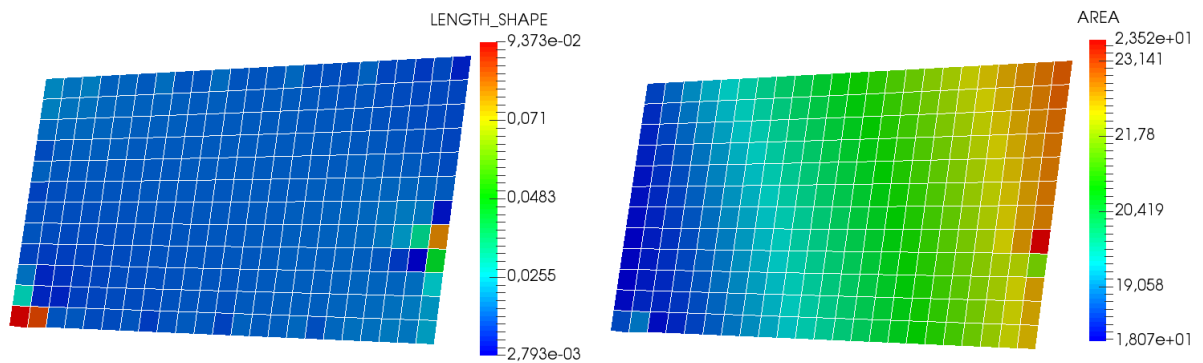 LENGTH_SHAPE
9,373e-02
0,071
0,0483
0,0255
2,793e-03
AREA
2,352e+01
23,141
21,78
20,419
19,058
1,807e+01